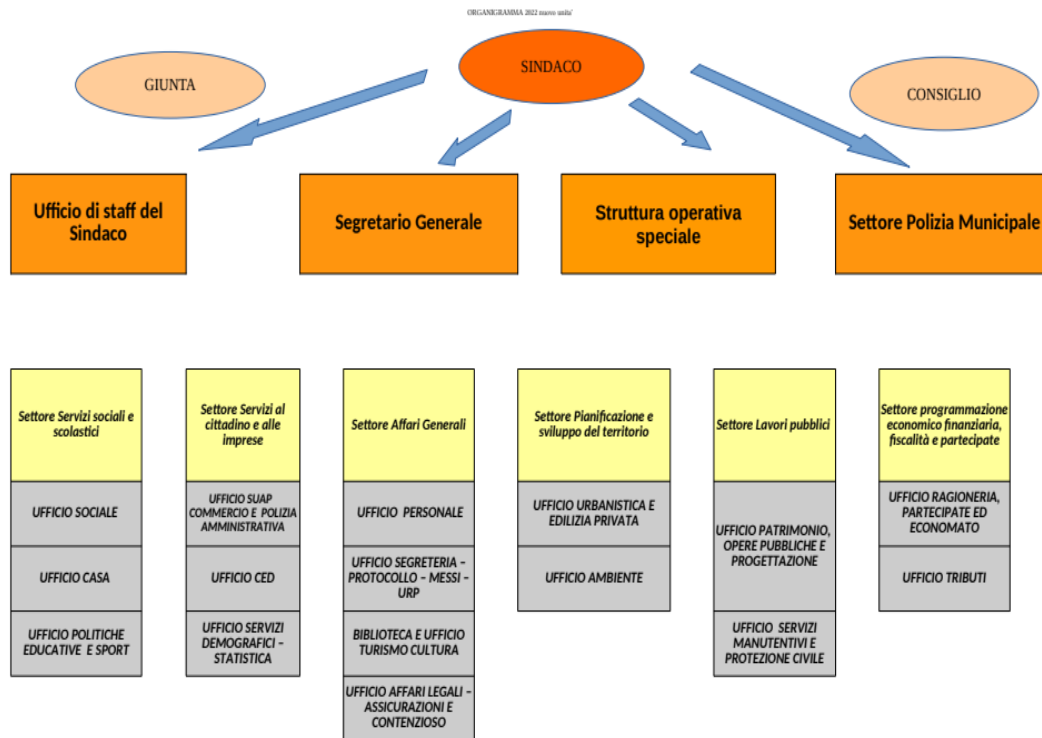 ORGANIGRAMMA 2022 nuovo unita'
GIUNTA
SINDACO
CONSIGLIO
Ufficio di staff del
Sindaco
Segretario Generale
Struttura operativa
speciale
Settore Polizia Municipale
Settore Servizi sociali e
scolastici
UFFICIO SOCIALE
UFFICIO CASA
UFFICIO POLITICHE
EDUCATIVE E SPORT
Settore Servizi al
cittadino e alle
imprese
UFFICIO SUAP
COMMERCIO E POLIZIA
AMMINISTRATIVA
UFFICIO CED
UFFICIO SERVIZI
DEMOGRAFICI –
STATISTICA
Settore Affari Generali
UFFICIO PERSONALE
UFFICIO SEGRETERIA –
PROTOCOLLO – MESSI –
URP
BIBLIOTECA E UFFICIO
TURISMO CULTURA
UFFICIO AFFARI LEGALI –
ASSICURAZIONI E
CONTENZIOSO
Settore Pianificazione e
sviluppo del territorio
UFFICIO URBANISTICA E
EDILIZIA PRIVATA
UFFICIO AMBIENTE
Settore Lavori pubblici
UFFICIO PATRIMONIO,
OPERE PUBBLICHE E
PROGETTAZIONE
UFFICIO SERVIZI
MANUTENTIVI E
PROTEZIONE CIVILE
Settore programmazione
economico finanziaria,
fiscalità e partecipate
UFFICIO RAGIONERIA,
PARTECIPATE ED
ECONOMATO
UFFICIO TRIBUTI